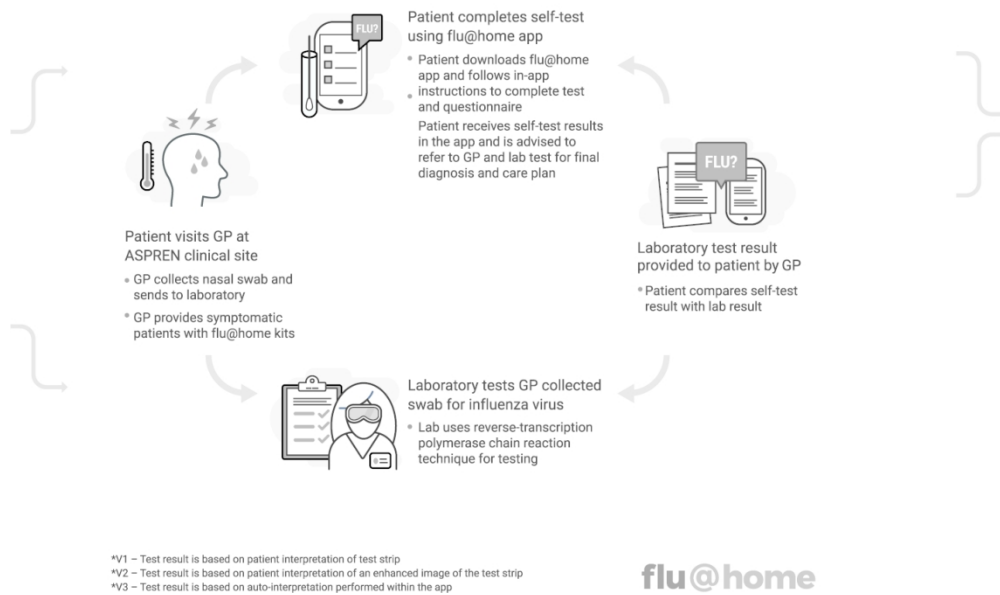 FLU?
Patient completes self-test
using flu@home app
Patient downloads flu@home
app and follows in-app
instructions to complete test
and questionnaire
Patient receives self-test results
in the app and is advised to
refer to GP and lab test for final
diagnosis and care plan
Patient visits GP at
ASPREN clinical site
GP collects nasal swab and
sends to laboratory
GP provides symptomatic
patients with flu@home kits
FLU?
Laboratory test result
provided to patient by GP
Patient compares self-test
result with lab result
Laboratory tests GP collected
swab for influenza virus
Lab uses reverse-transcription
polymerase chain reaction
technique for testing
*V1 – Test result is based on patient interpretation of test strip
*V2 – Test result is based on patient interpretation of an enhanced image of the test strip
*V3 – Test result is based on auto-interpretation performed within the app
flu@home